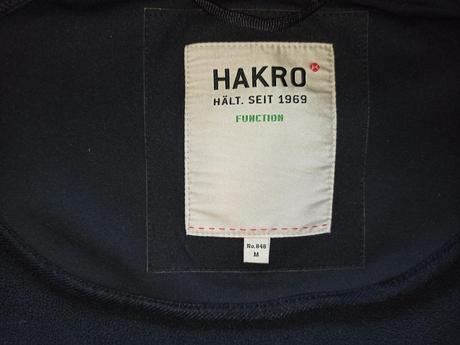 HAKRO
HÄLT. SEIT 1969
FUNCTION
No.848
M